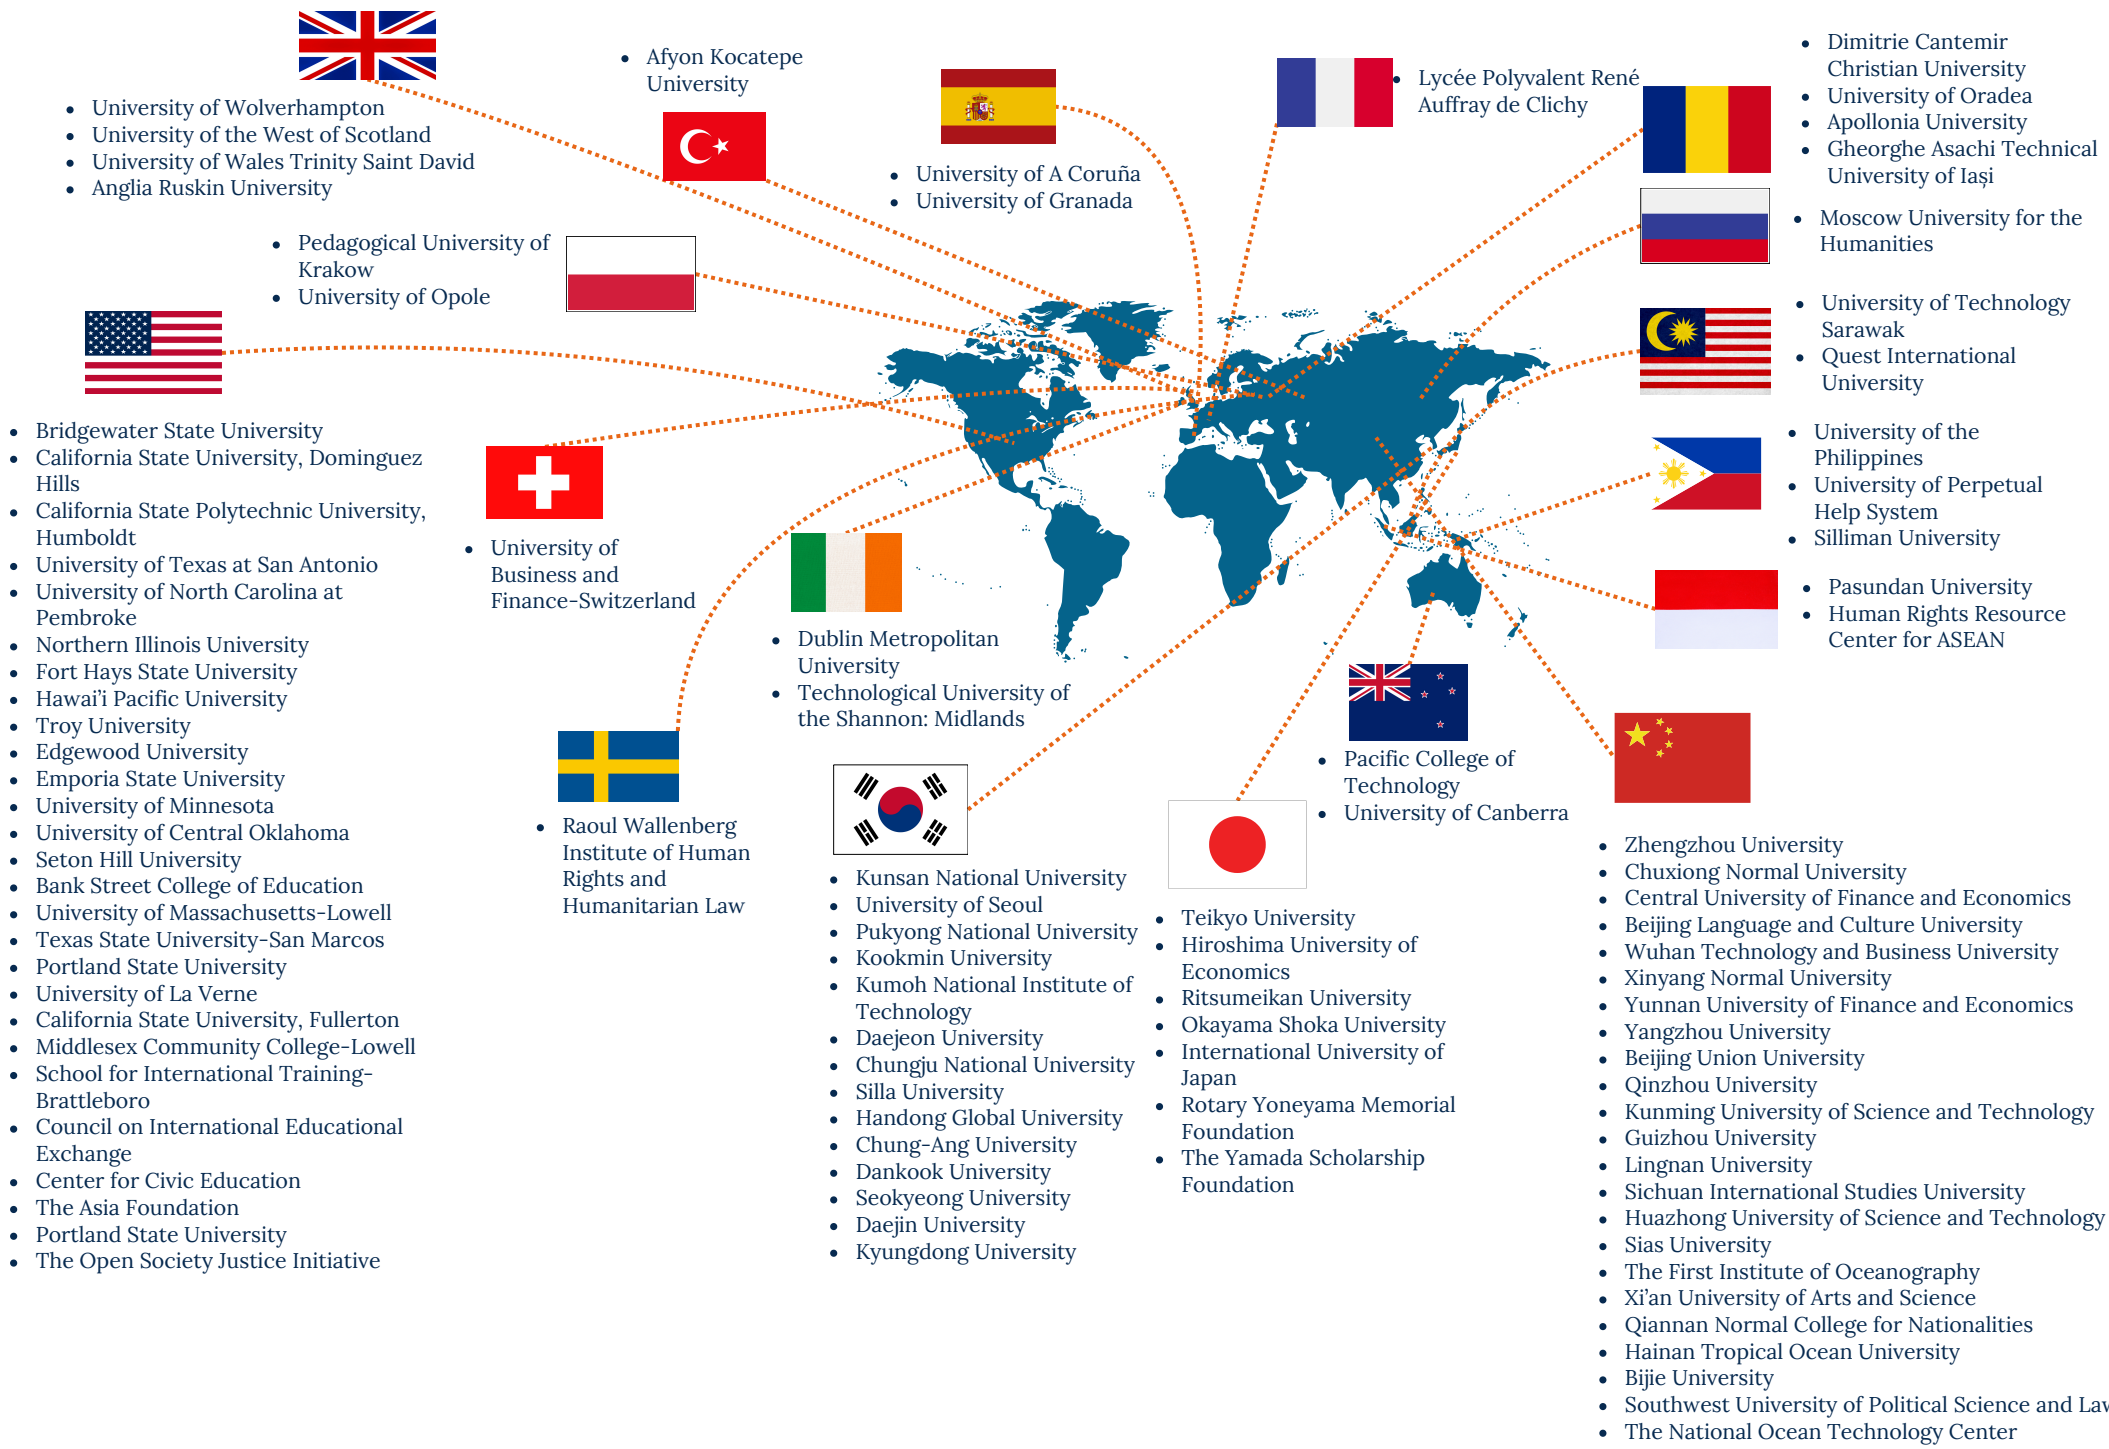 • University of Wolverhampton
• University of the West of Scotland
• University of Wales Trinity Saint David
• Anglia Ruskin University
• Afyon Kocatepe
University
• University of A Coruña
• University of Granada
• Lycée Polyvalent René
Auffray de Clichy
• Dimitrie Cantemir
Christian University
• University of Oradea
• Apollonia University
• Gheorghe Asachi Technical
University of Iași
• Moscow University for the
Humanities
• Pedagogical University of
Krakow
• University of Opole
• University of Technology
Sarawak
• Quest International
University
• University of the
Philippines
• University of Perpetual
Help System
• Silliman University
• Pasundan University
• Human Rights Resource
Center for ASEAN
• Bridgewater State University
• California State University, Dominguez
Hills
• California State Polytechnic University,
Humboldt
• University of Texas at San Antonio
• University of North Carolina at
Pembroke
• Northern Illinois University
• Fort Hays State University
• Hawai’i Pacific University
• Troy University
• Edgewood University
• Emporia State University
• University of Minnesota
• University of Central Oklahoma
• Seton Hill University
• Bank Street College of Education
• University of Massachusetts-Lowell
• Texas State University-San Marcos
• Portland State University
• University of La Verne
• California State University, Fullerton
• Middlesex Community College-Lowell
• School for International Training-
Brattleboro
• Council on International Educational
Exchange
• Center for Civic Education
• The Asia Foundation
• Portland State University
• The Open Society Justice Initiative
• University of
Business and
Finance-Switzerland
• Raoul Wallenberg
Institute of Human
Rights and
Humanitarian Law
• Dublin Metropolitan
University
• Technological University of
the Shannon: Midlands
• Kunsan National University
• University of Seoul
• Pukyong National University
• Kookmin University
• Kumoh National Institute of
Technology
• Daejeon University
• Chungju National University
• Silla University
• Handong Global University
• Chung-Ang University
• Dankook University
• Seokyeong University
• Daejin University
• Kyungdong University
• Teikyo University
• Hiroshima University of
Economics
• Ritsumeikan University
• Okayama Shoka University
• International University of
Japan
• Rotary Yoneyama Memorial
Foundation
• The Yamada Scholarship
Foundation
• Pacific College of
Technology
• University of Canberra
• Zhengzhou University
• Chuxiong Normal University
• Central University of Finance and Economics
• Beijing Language and Culture University
• Wuhan Technology and Business University
• Xinyang Normal University
• Yunnan University of Finance and Economics
• Yangzhou University
• Beijing Union University
• Qinzhou University
• Kunming University of Science and Technology
• Guizhou University
• Lingnan University
• Sichuan International Studies University
• Huazhong University of Science and Technology
• Sias University
• The First Institute of Oceanography
• Xi’an University of Arts and Science
• Qiannan Normal College for Nationalities
• Hainan Tropical Ocean University
• Bijie University
• Southwest University of Political Science and Law
• The National Ocean Technology Center